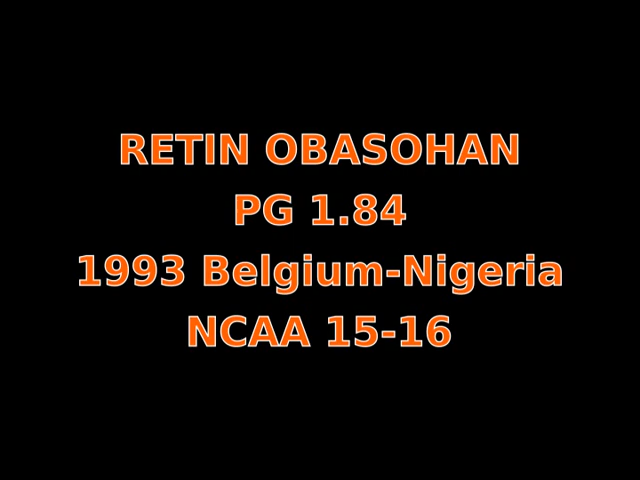 RETIN OBASOHAN
PG 1.84
1993 Belgium-Nigeria
NCAA 15-16